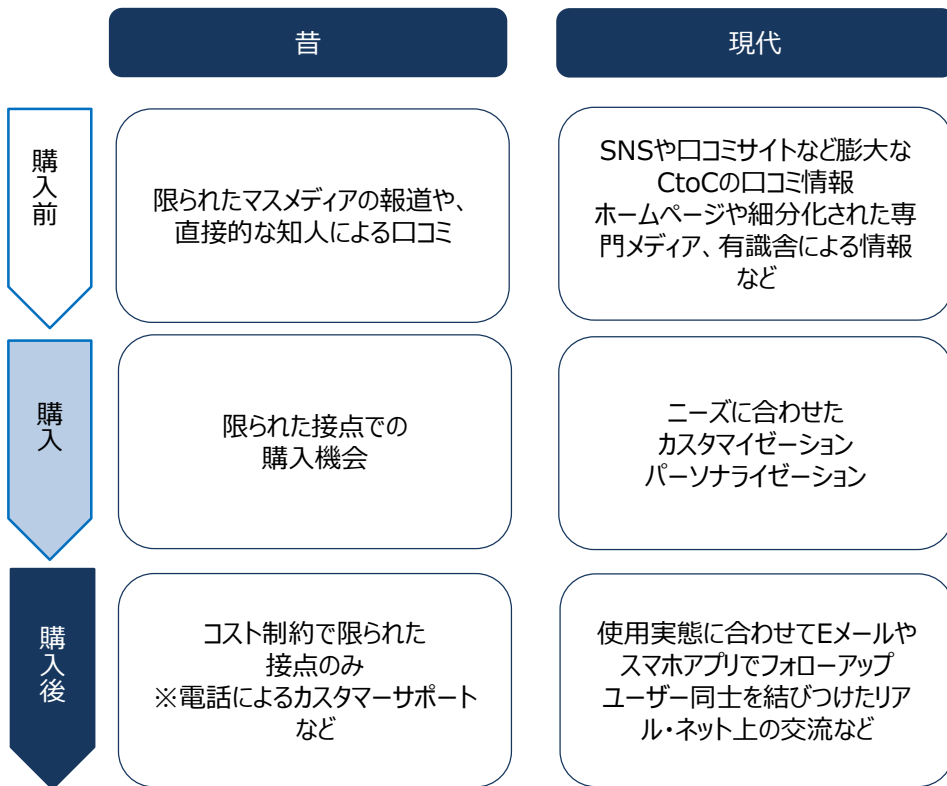 昔
現代
購入前
限られたマスメディアの報道や、
直接的な知人による口コミ
SNSや口コミサイトなど膨大な
CtoCの口コミ情報
ホームページや細分化された専
門メディア、有識舎による情報
など
購入
限られた接点での
購入機会
ニーズに合わせた
カスタマイゼーション
パーソナライゼーション
購入後
コスト制約で限られた
接点のみ
※電話によるカスタマーサポート
など
使用実態に合わせてEメールや
スマホアプリでフォローアップ
ユーザー同士を結びつけたリア
ル・ネット上の交流など